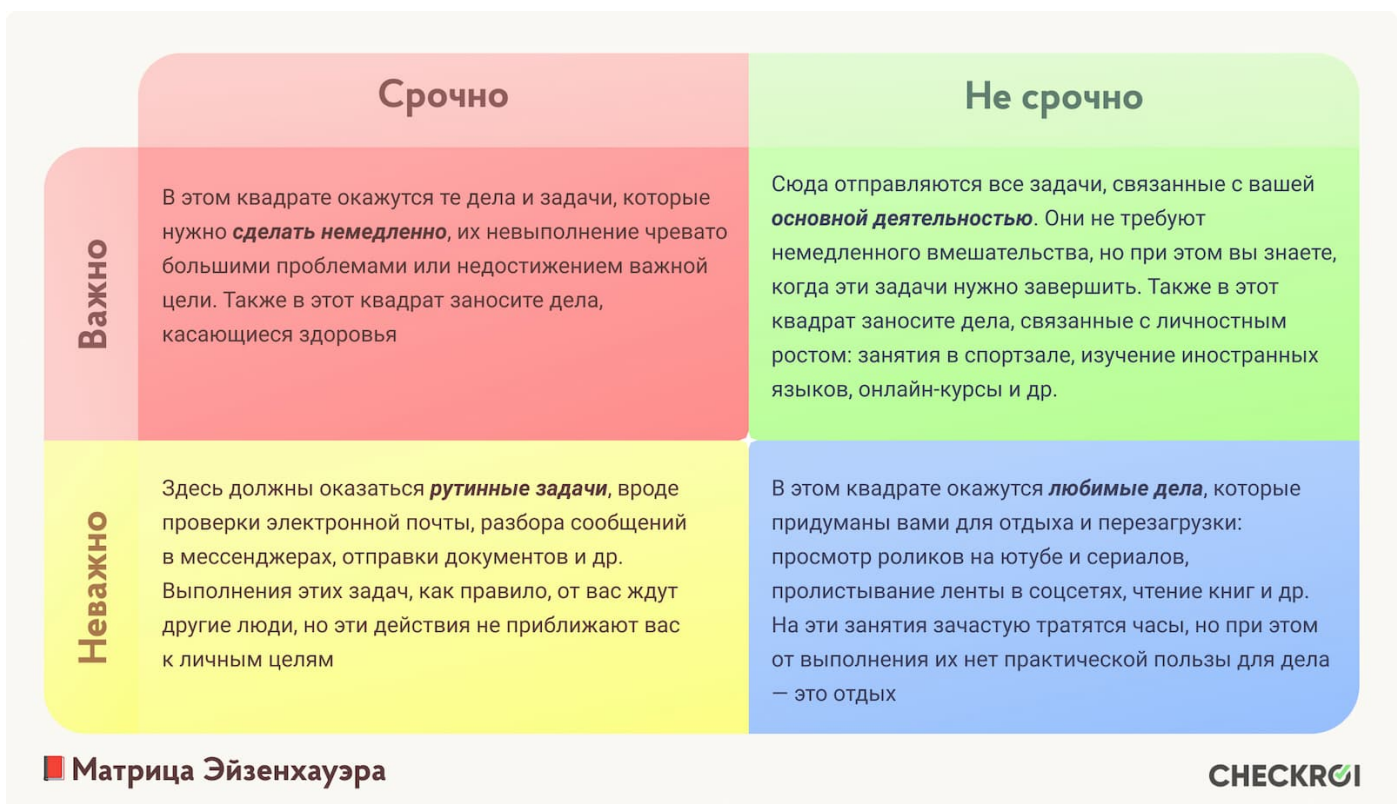 Срочно
Не срочно
Важно
В этом квадрате окажутся те дела и задачи, которые
нужно сделать немедленно, их невыполнение чревато
большими проблемами или недостижением важной
цели. Также в этот квадрат заносите дела,
касающиеся здоровья
Сюда отправляются все задачи, связанные с вашей
основной деятельностью. Они не требуют
немедленного вмешательства, но при этом вы знаете,
когда эти задачи нужно завершить. Также в этот
квадрат заносите дела, связанные с личностным
ростом: занятия в спортзале, изучение иностранных
языков, онлайн-курсы и др.
Неважно
Здесь должны оказаться рутинные задачи, вроде
проверки электронной почты, разбора сообщений
в мессенджерах, отправки документов и др.
Выполнения этих задач, как правило, от вас ждут
другие люди, но эти действия не приближают вас
к личным целям
В этом квадрате окажутся любимые дела, которые
придуманы вами для отдыха и перезагрузки:
просмотр роликов на ютубе и сериалов,
пролистывание ленты в соцсетях, чтение книг и др.
На эти занятия зачастую тратятся часы, но при этом
от выполнения их нет практической пользы для дела
— это отдых
Матрица Эйзенхауэра
CHECKROI